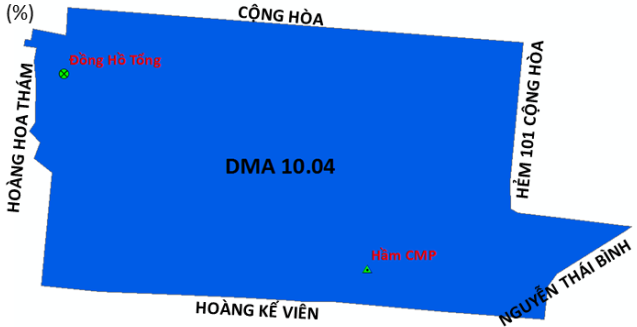 (%)
CỘNG HÒA
Đồng Hồ Tổng
HOÀNG HOA THÁM
HẺM 101 CỘNG HÒA
DMA 10.04
Hầm CMP
NGUYỄN THÁI BÌNH
HOÀNG KẾ VIÊN